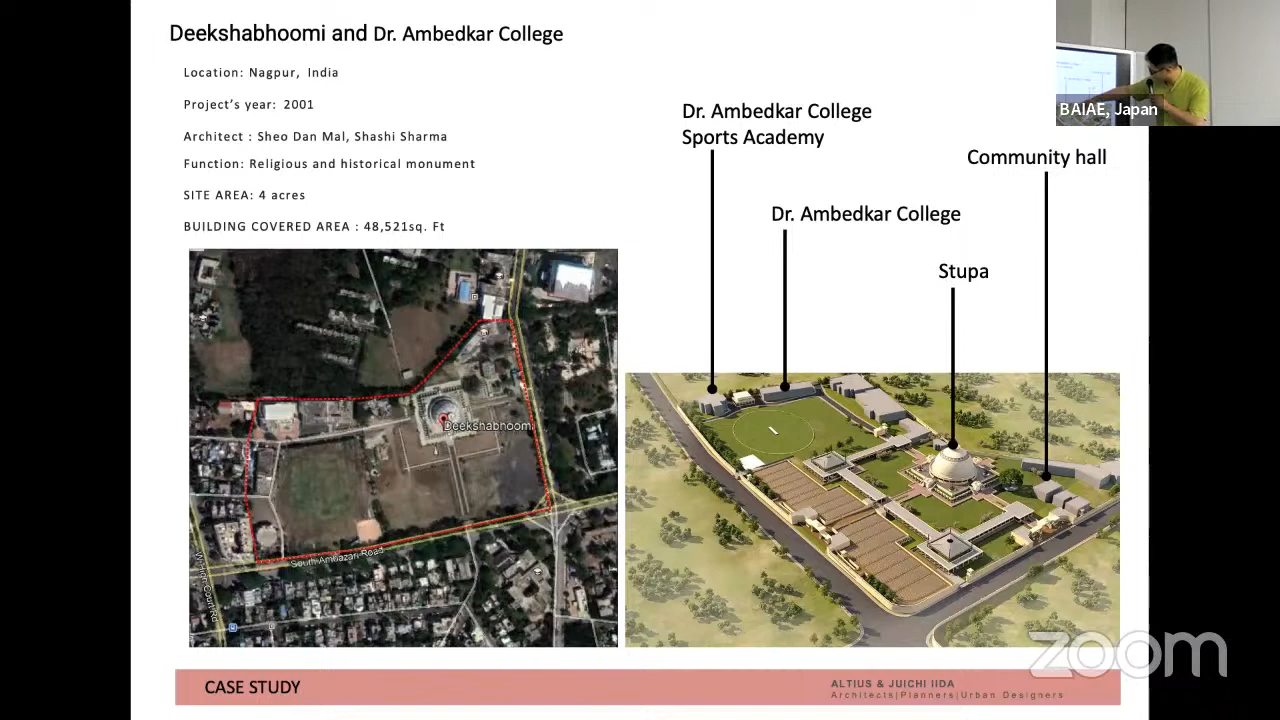 Deekshabhoomi and Dr. Ambedkar College
Location: Nagpur, India
Project's year: 2001
Architect : Sheo Dan Mal, Shashi Sharma
Function: Religious and historical monument
SITE AREA: 4 acres
BUILDING COVERED AREA : 48,521sq. Ft
Dr. Ambedkar College
Sports Academy
Community hall
Dr. Ambedkar College
Stupa
BAIAE, Japan
Deekshabhoomi
South Ambazari Road
CASE STUDY
ALTIUS & JUICHI IIDA
Architects|Planners|Urban Designers
zoom